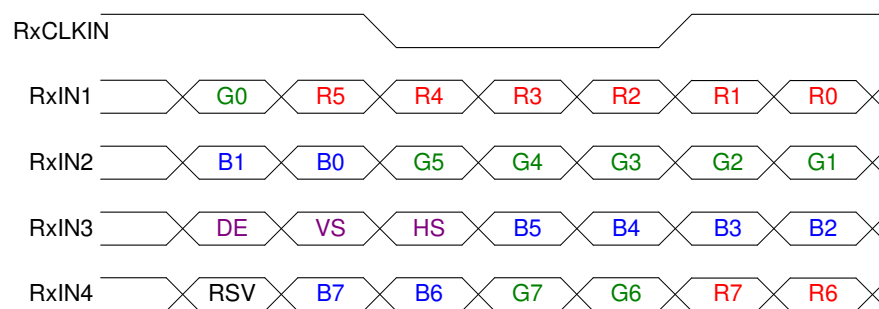 RxCLKIN
RxIN1 G0 R5 R4 R3 R2 R1 R0
RxIN2 B1 B0 G5 G4 G3 G2 G1
RxIN3 DE VS HS B5 B4 B3 B2
RxIN4 RSV B7 B6 G7 G6 R7 R6